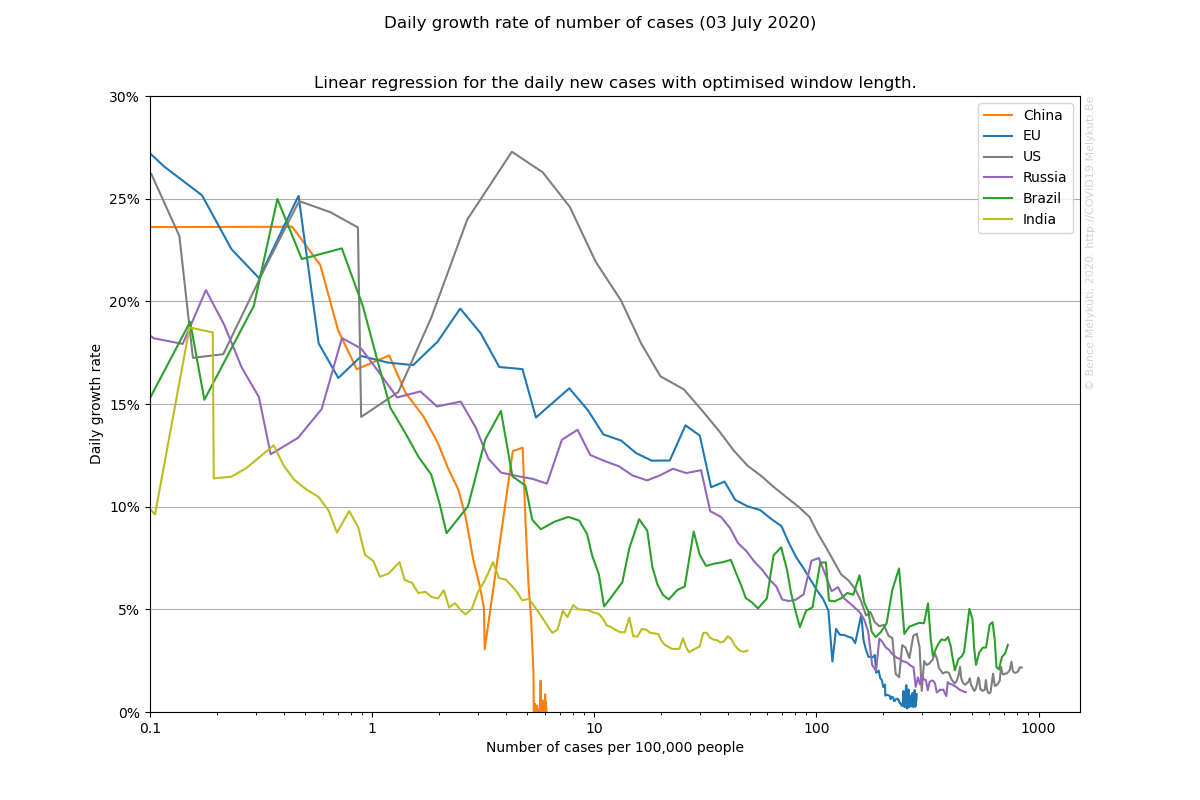 Daily growth rate of number of cases (03 July 2020)
Linear regression for the daily new cases with optimised window length.
30%
25%
20%
15%
10%
5%
0%
Daily growth rate
China
EU
US
Russia
Brazil
India
© Bence Mélykúti, 2020 http://COVID19.Melykuti.Be
0.1
1
10
100
1000
Number of cases per 100,000 people